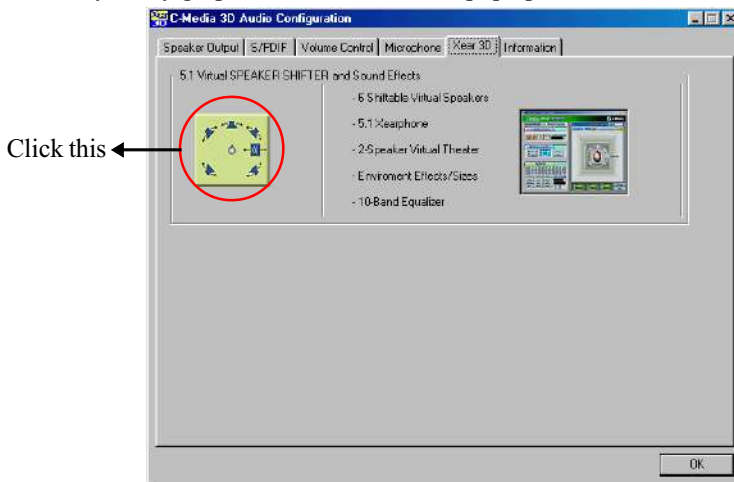 C-Media 3D Audio Configuration
Speaker Output S/PDIF Volume Control Microphone Xear 3D Information
5.1 Virtual SPEAKER SHIFTER and Sound Effects
- 6 Shiftable Virtual Speakers
- 5.1 Xearphone
Click this
- 2-Speaker Virtual Theater
- Enviroment Effects/Sizes
- 10-Band Equalizer
OK